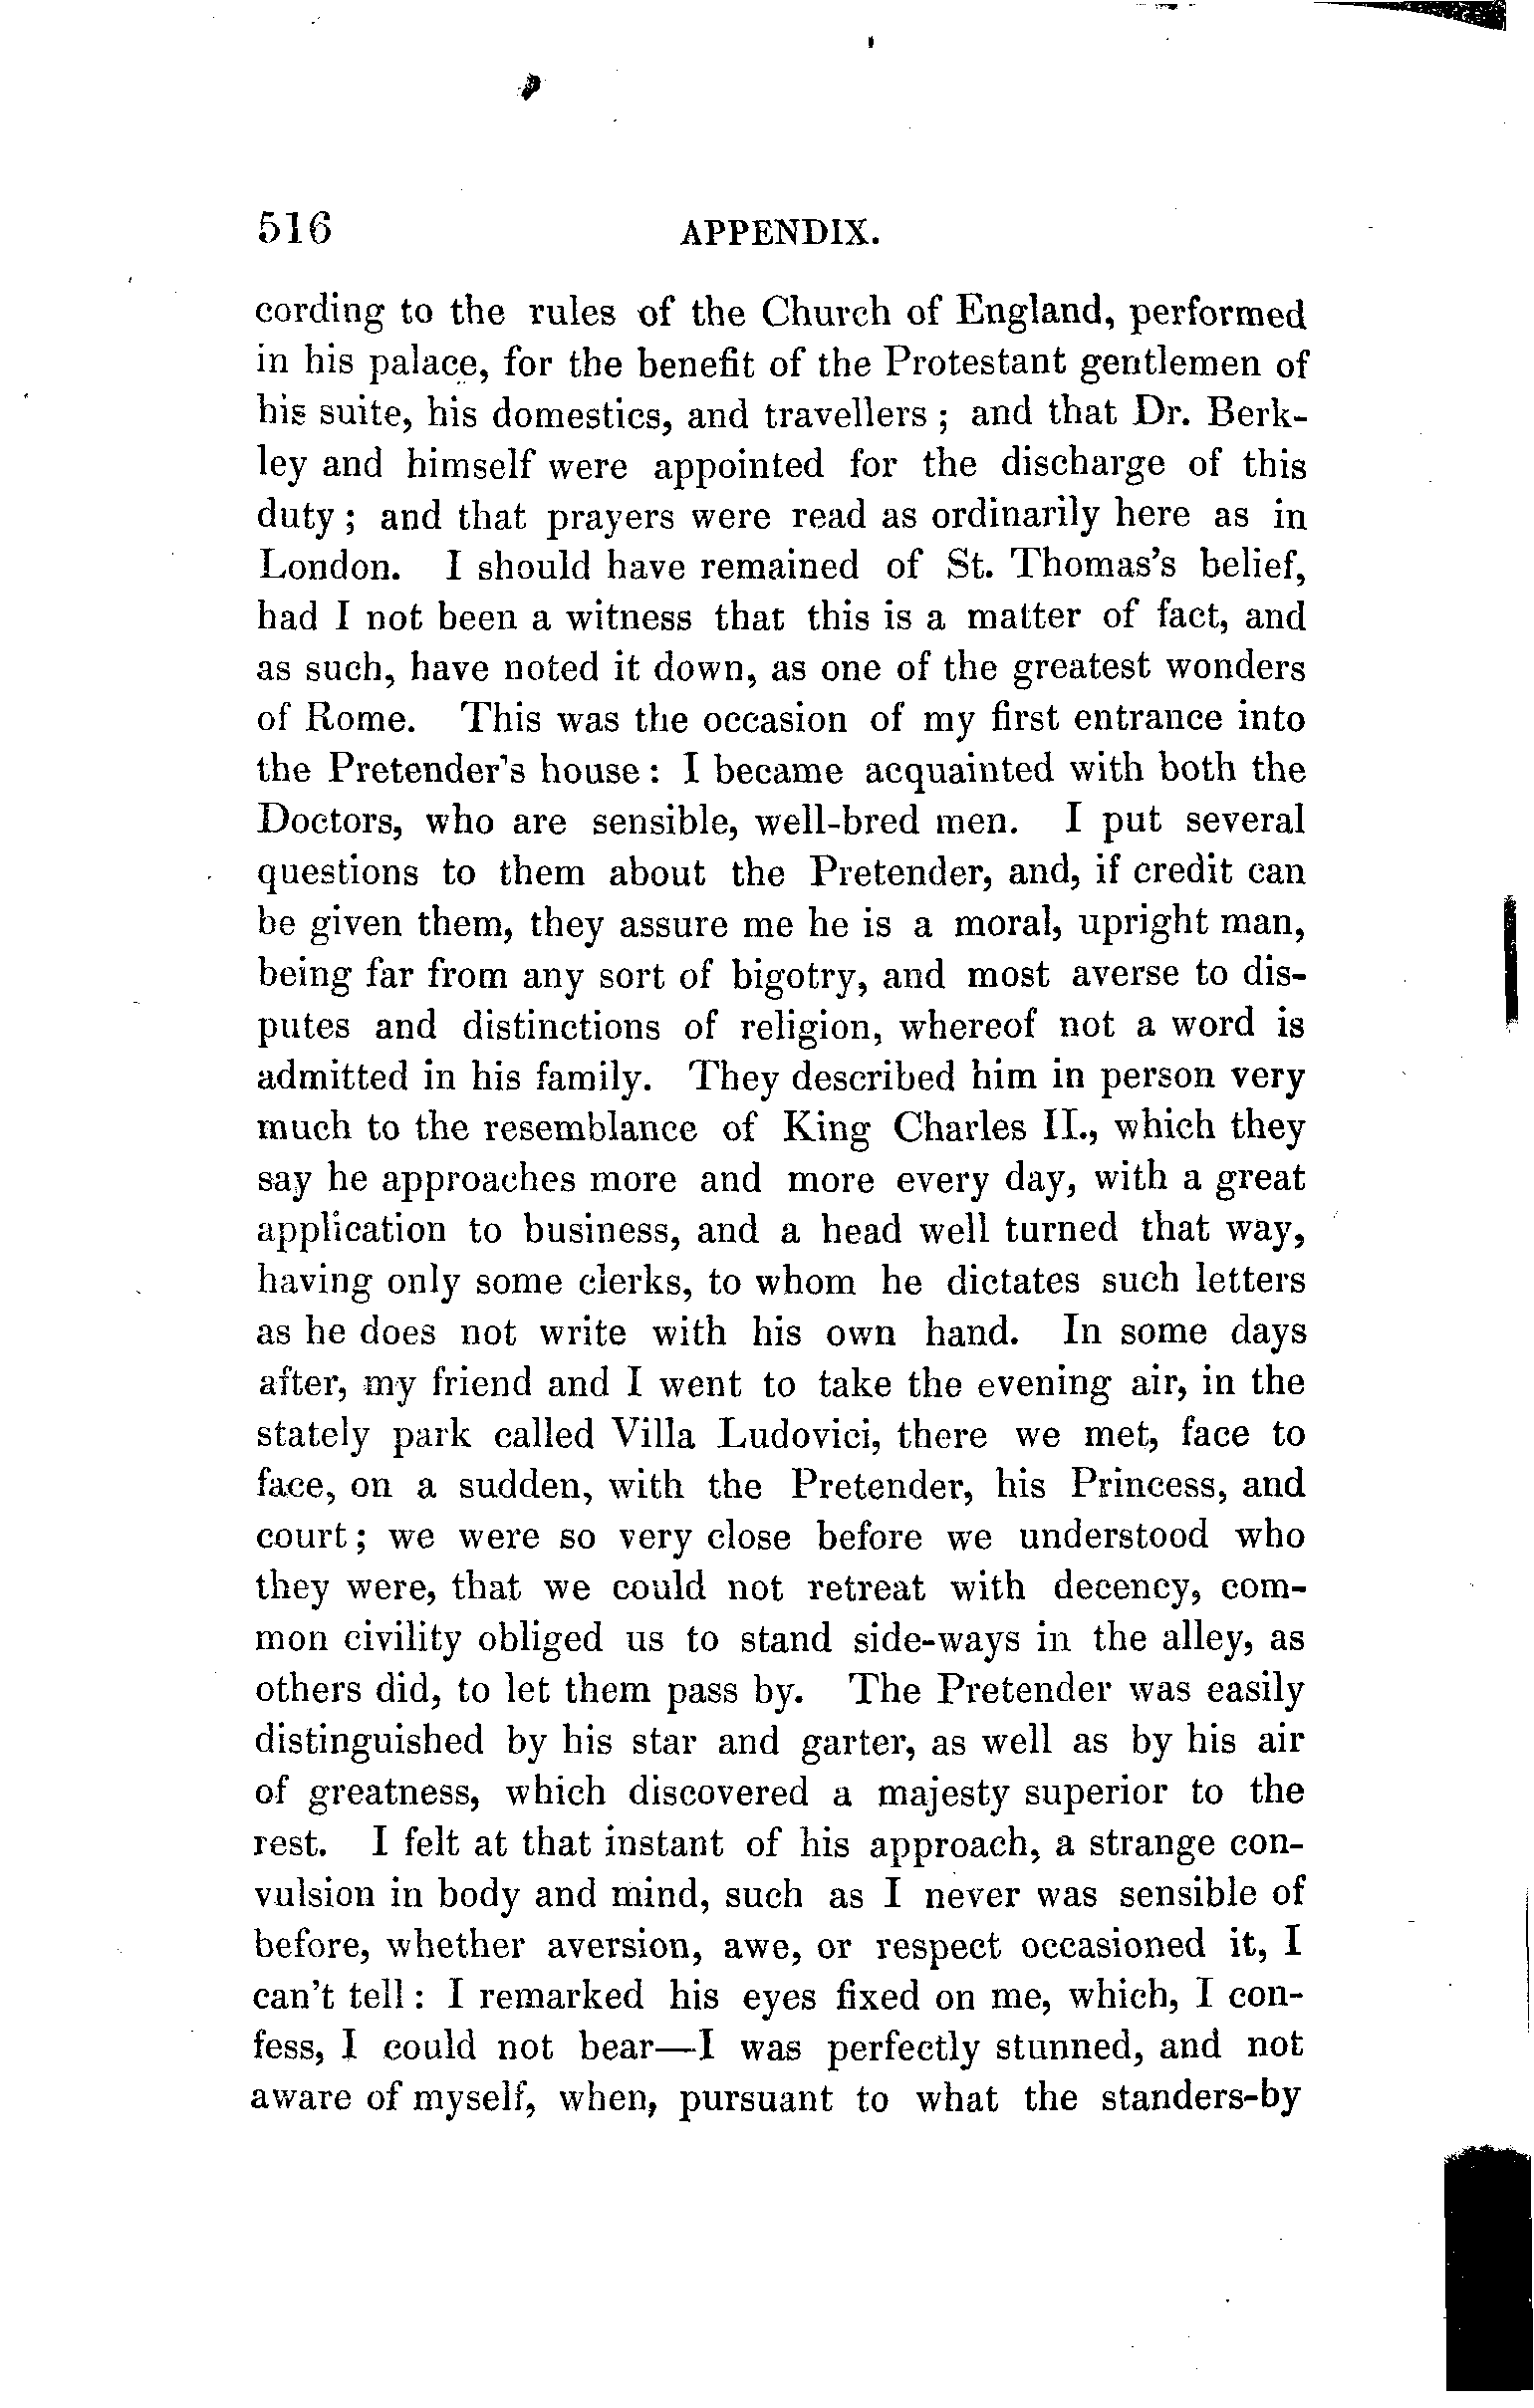 516 APPENDIX.
cording to the rules of the Church of England, performed
in his palace, for the benefit of the Protestant gentlemen of
his suite, his domestics, and travellers ; and that Dr. Berk-
ley and himself were appointed for the discharge of this
duty ; and that prayers were read as ordinarily here as in
London. I should have remained of St. Thomas's belief,
had I not been a witness that this is a matter of fact, and
as such, have noted it down, as one of the greatest wonders
of Rome. This was the occasion of my first entrance into
the Pretender's house : I became acquainted with both the
Doctors, who are sensible, well-bred men. I put several
questions to them about the Pretender, and, if credit can
be given them, they assure me he is a moral, upright man,
being far from any sort of bigotry, and most averse to dis-
putes and distinctions of religion, whereof not a word is
admitted in his family. They described him in person very
much to the resemblance of King Charles II., which they
say he approaches more and more every day, with a great
application to business, and a head well turned that way,
having only some clerks, to whom he dictates such letters
as he does not write with his own hand. In some days
after, my friend and I went to take the evening air, in the
stately park called Villa Ludovici, there we met, face to
face, on a sudden, with the Pretender, his Princess, and
court ; we were so very close before we understood who
they were, that we could not retreat with decency, com-
mon civility obliged us to stand side-ways in the alley, as
others did, to let them pass by. The Pretender was easily
distinguished by his star and garter, as well as by his air
of greatness, which discovered a majesty superior to the
rest. I felt at that instant of his approach, a strange con-
vulsion in body and mind, such as I never was sensible of
before, whether aversion, awe, or respect occasioned it, I
can't tell : I remarked his eyes fixed on me, which, I con-
fess, I could not bear—I was perfectly stunned, and not
aware of myself, when, pursuant to what the standers-by